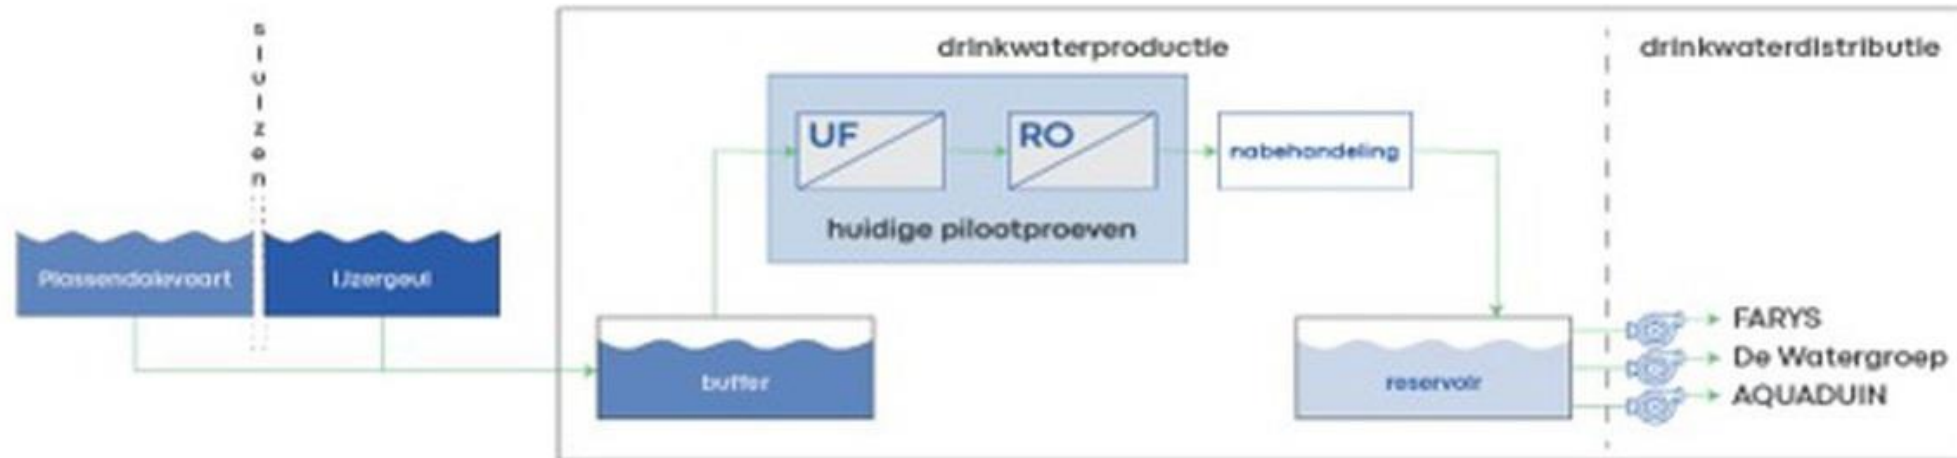 sluizen
drinkwaterproductie
drinkwaterdistributie
UF
RO
nabehandeling
huidige pilootproeven
Plassendalevaart
IJzergeul
buffer
reservoir
FARYS
De Watergroep
AQUADUIN